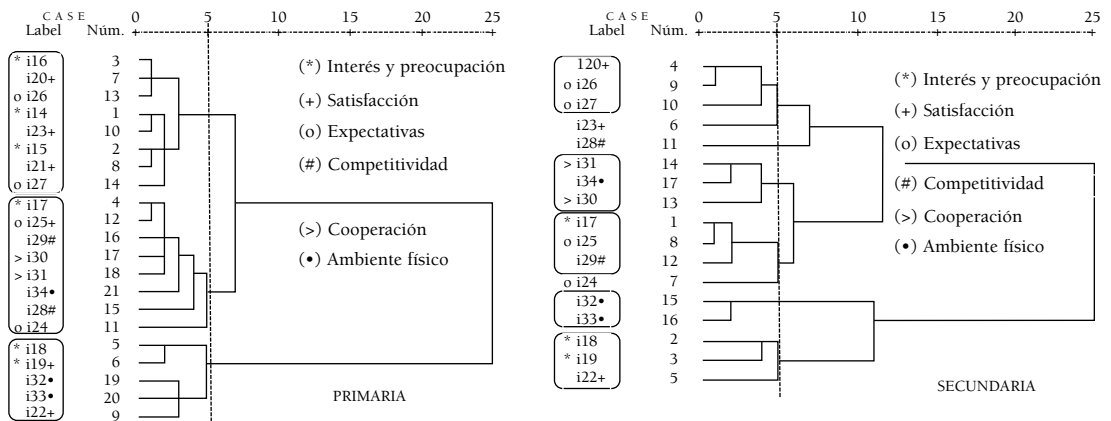 C A S E 0 5 10 15 20 25
Label Núm.
* i16 3
i20+ 7
o i26 13
* i14 1
i23+ 10
* i15 2
i21+ 8
o i27 14
* i17 4
o i25+ 12
i29# 16
> i30 17
> i31 18
i34• 21
i28# 15
o i24 11
* i18 5
* i19+ 6
i32• 19
i33• 20
i22+ 9
(*) Interés y preocupación
(+) Satisfacción
(o) Expectativas
(#) Competitividad
(>) Cooperación
(•) Ambiente físico
PRIMARIA
C A S E 0 5 10 15 20 25
Label Núm.
120+ 4
o i26 9
o i27 10
i23+ 6
i28# 11
> i31 14
i34• 17
> i30 13
* i17 1
o i25 8
i29# 12
o i24 7
i32• 15
i33• 16
* i18 2
* i19 3
i22+ 5
(*) Interés y preocupación
(+) Satisfacción
(o) Expectativas
(#) Competitividad
(>) Cooperación
(•) Ambiente físico
SECUNDARIA